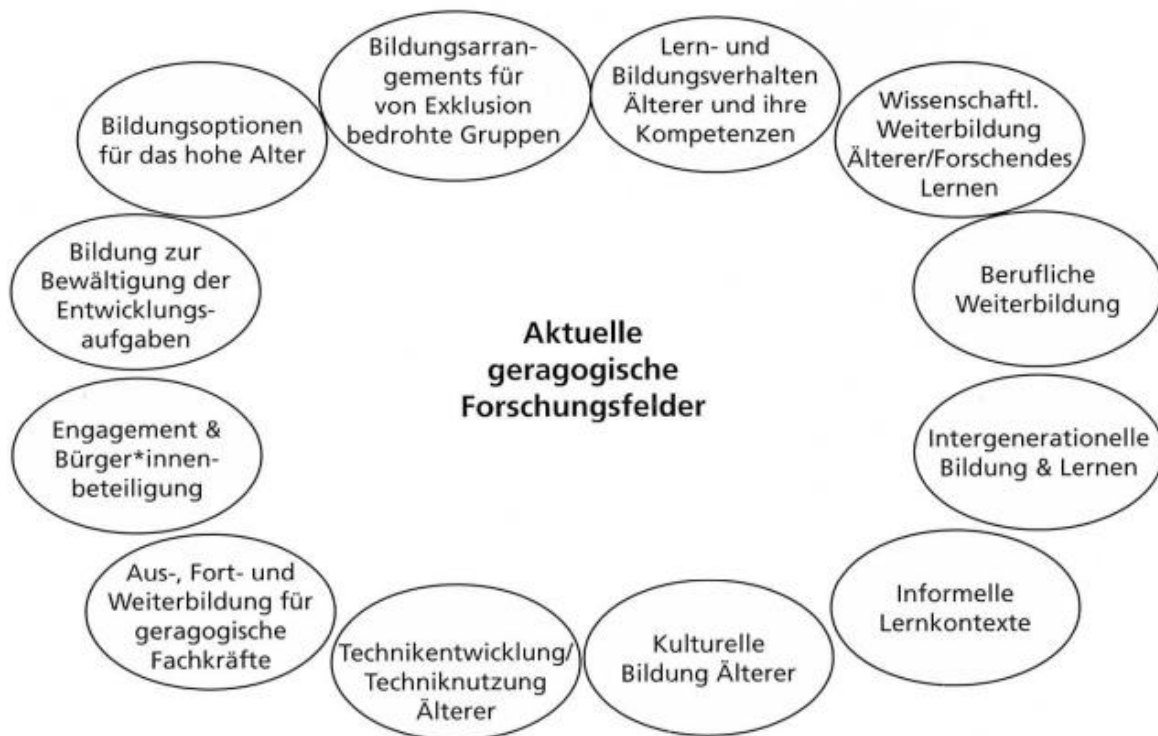 Bildungsarran-
gements für
von Exklusion
bedrohte Gruppen
Lern- und
Bildungsverhalten
Älterer und ihre
Kompetenzen
Wissenschaftl.
Weiterbildung
Älterer/Forschendes
Lernen
Berufliche
Weiterbildung
Intergenerationelle
Bildung & Lernen
Informelle
Lernkontexte
Kulturelle
Bildung Älterer
Technikentwicklung/
Techniknutzung
Älterer
Aus-, Fort- und
Weiterbildung für
geragogische
Fachkräfte
Engagement &
Bürger*innen-
beteiligung
Bildung zur
Bewältigung der
Entwicklungs-
aufgaben
Bildungsoptionen
für das hohe Alter
Aktuelle
geragogische
Forschungsfelder